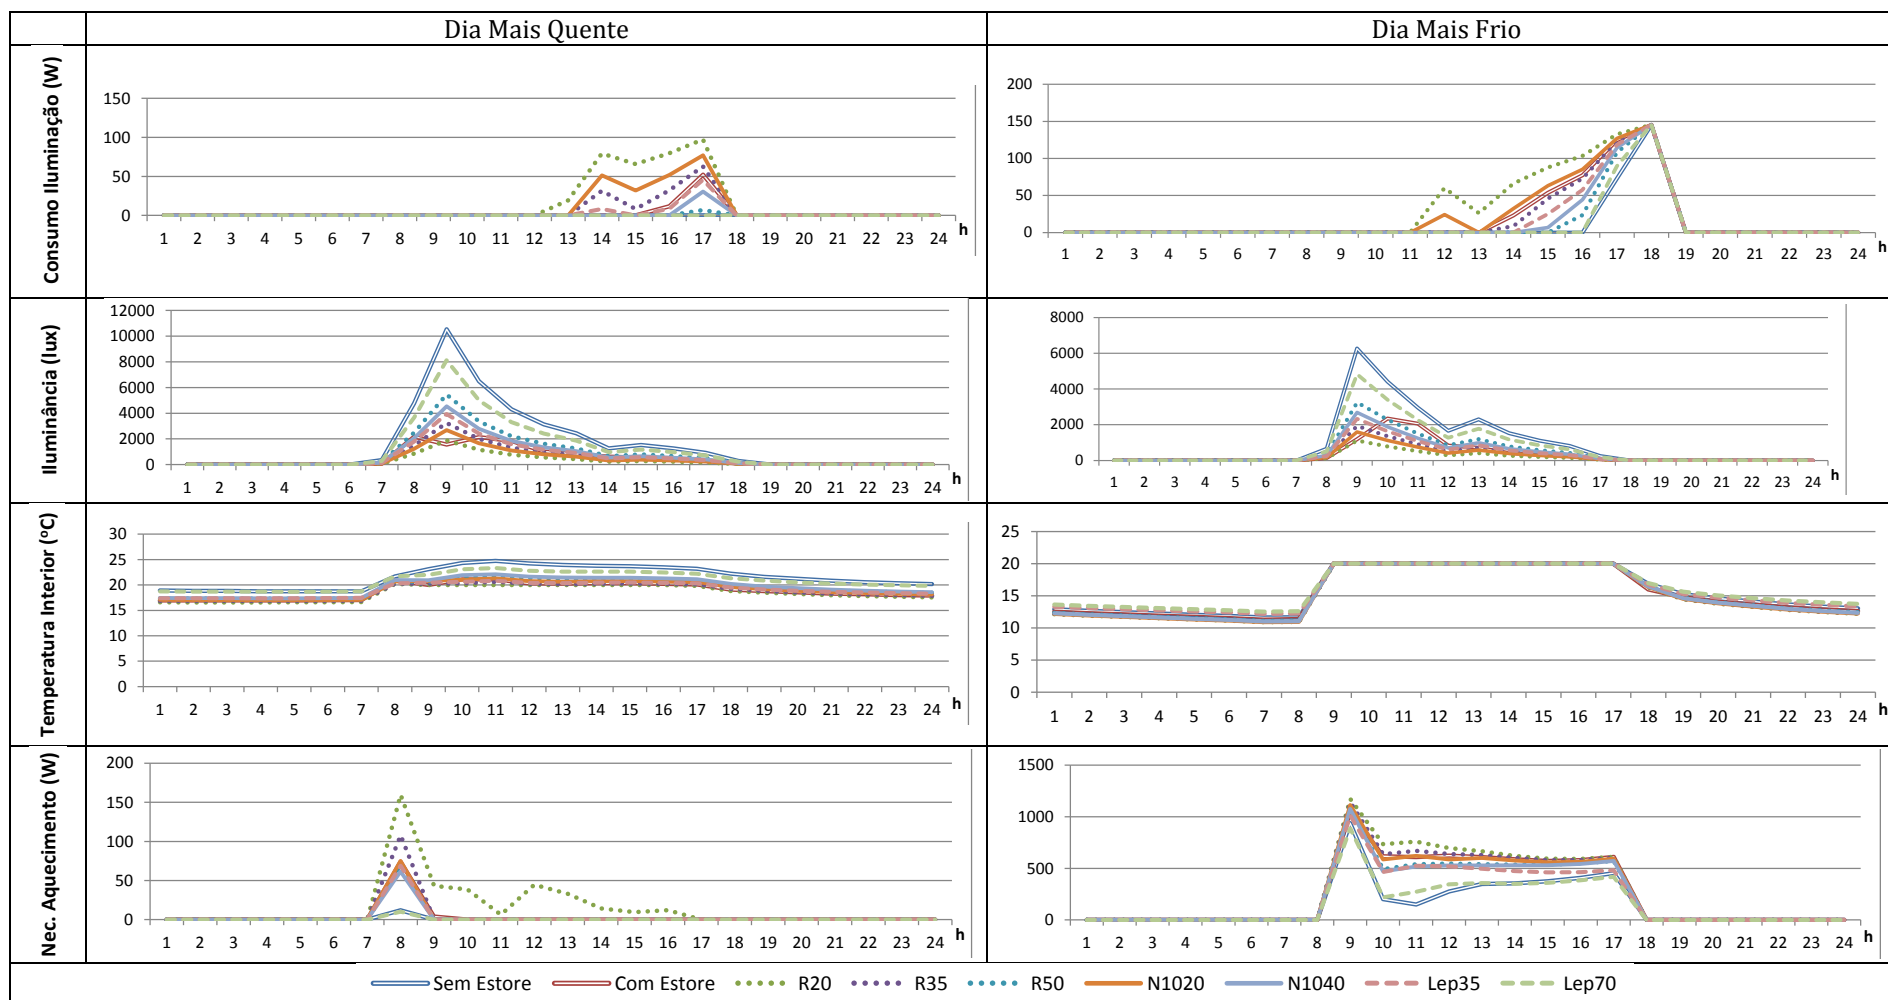 Dia Mais Quente
Dia Mais Frio
Consumo Iluminação (W)
150
100
50
0
1 2 3 4 5 6 7 8 9 10 11 12 13 14 15 16 17 18 19 20 21 22 23 24 h
200
150
100
50
0
1 2 3 4 5 6 7 8 9 10 11 12 13 14 15 16 17 18 19 20 21 22 23 24 h
Iluminância (lux)
12000
10000
8000
6000
4000
2000
0
1 2 3 4 5 6 7 8 9 10 11 12 13 14 15 16 17 18 19 20 21 22 23 24 h
8000
6000
4000
2000
0
1 2 3 4 5 6 7 8 9 10 11 12 13 14 15 16 17 18 19 20 21 22 23 24 h
Temperatura Interior (ºC)
30
25
20
15
10
5
0
1 2 3 4 5 6 7 8 9 10 11 12 13 14 15 16 17 18 19 20 21 22 23 24 h
25
20
15
10
5
0
1 2 3 4 5 6 7 8 9 10 11 12 13 14 15 16 17 18 19 20 21 22 23 24 h
Nec. Aquecimento (W)
200
150
100
50
0
1 2 3 4 5 6 7 8 9 10 11 12 13 14 15 16 17 18 19 20 21 22 23 24 h
1500
1000
500
0
1 2 3 4 5 6 7 8 9 10 11 12 13 14 15 16 17 18 19 20 21 22 23 24 h
Sem Estore Com Estore R20 R35 R50 N1020 N1040 Lep35 Lep70